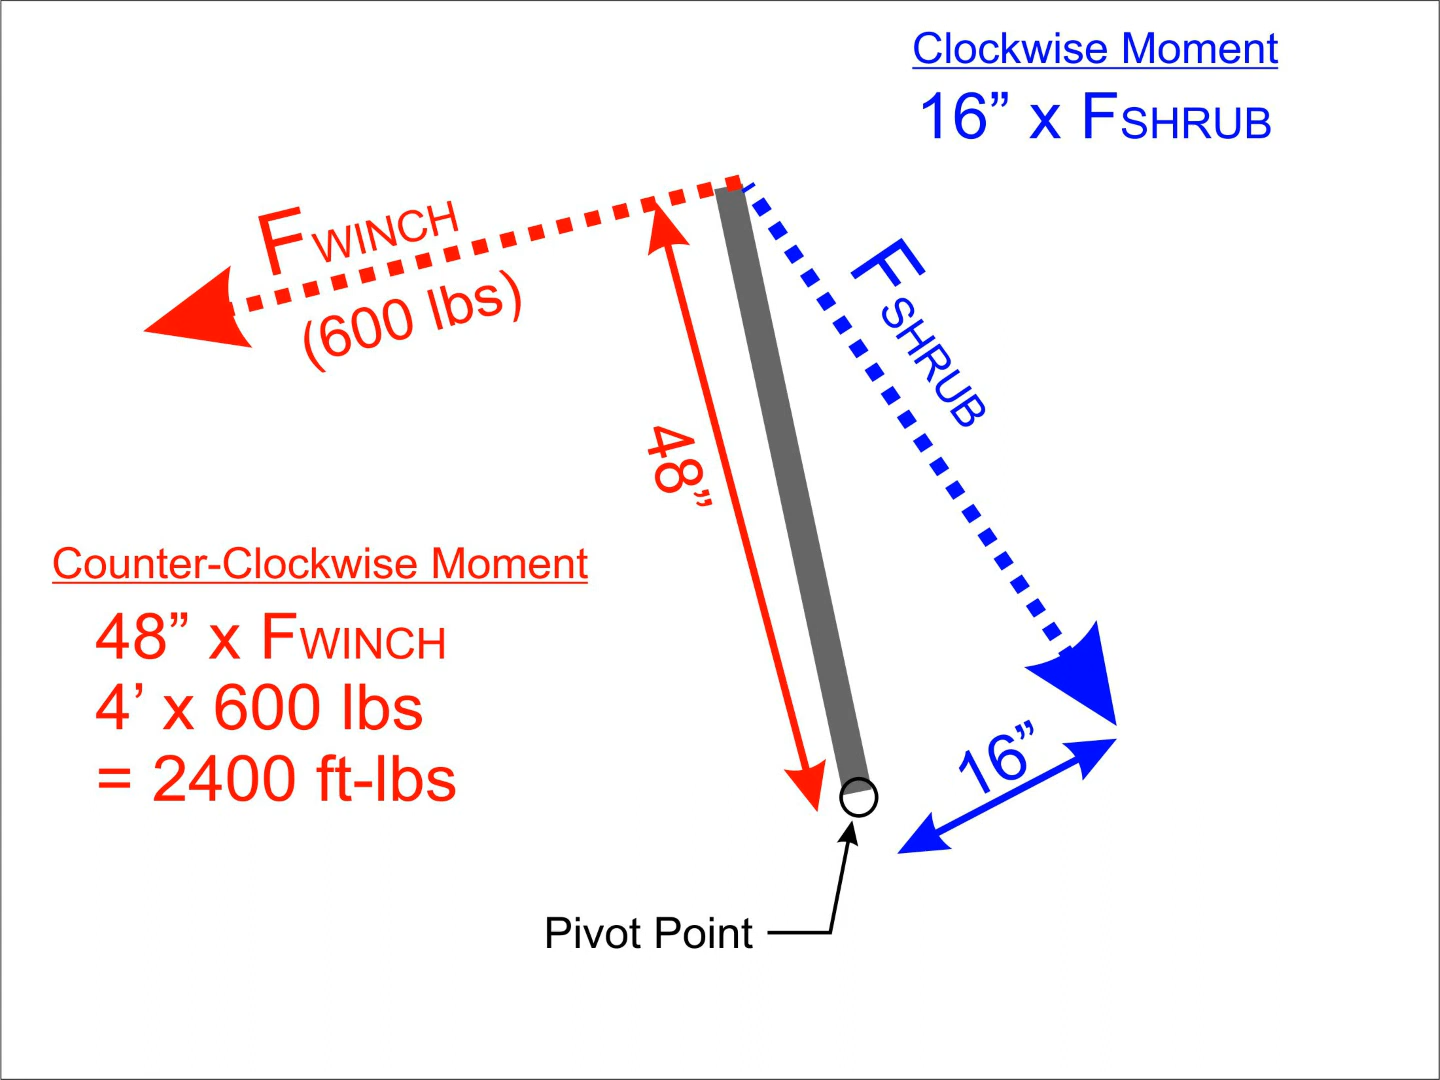 Clockwise Moment
16” x FSHRUB
FWINCH
(600 lbs)
FSHRUB
48”
Counter-Clockwise Moment
48” x FWINCH
4’ x 600 lbs
= 2400 ft-lbs
16”
Pivot Point